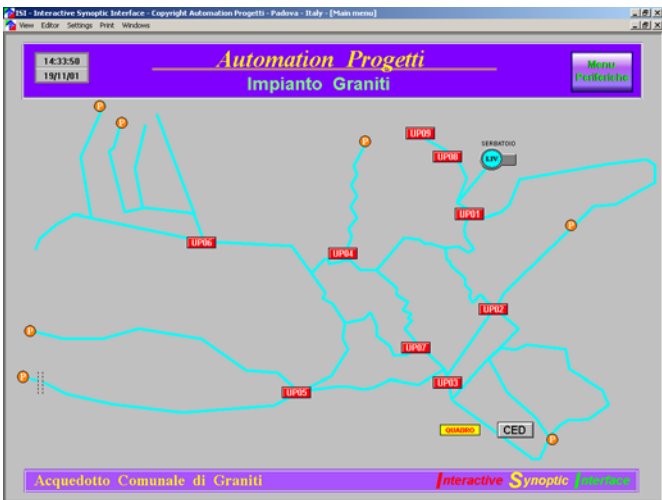 ISI - Interactive Synoptic Interface - Copyright Automation Progetti - Padova - Italy - [Main menu]
View Editor Settings Print Windows
14:33:50
19/11/01
Automation Progetti
Impianto Graniti
Menu
Periferiche
P
P
P
UP09
UP08
SERBATOIO
LIV
UP01
P
UP06
UP04
UP02
P
UP07
P
UP03
UP05
QUADRO
CED
P
Acquedotto Comunale di Graniti
Interactive Synoptic Interface